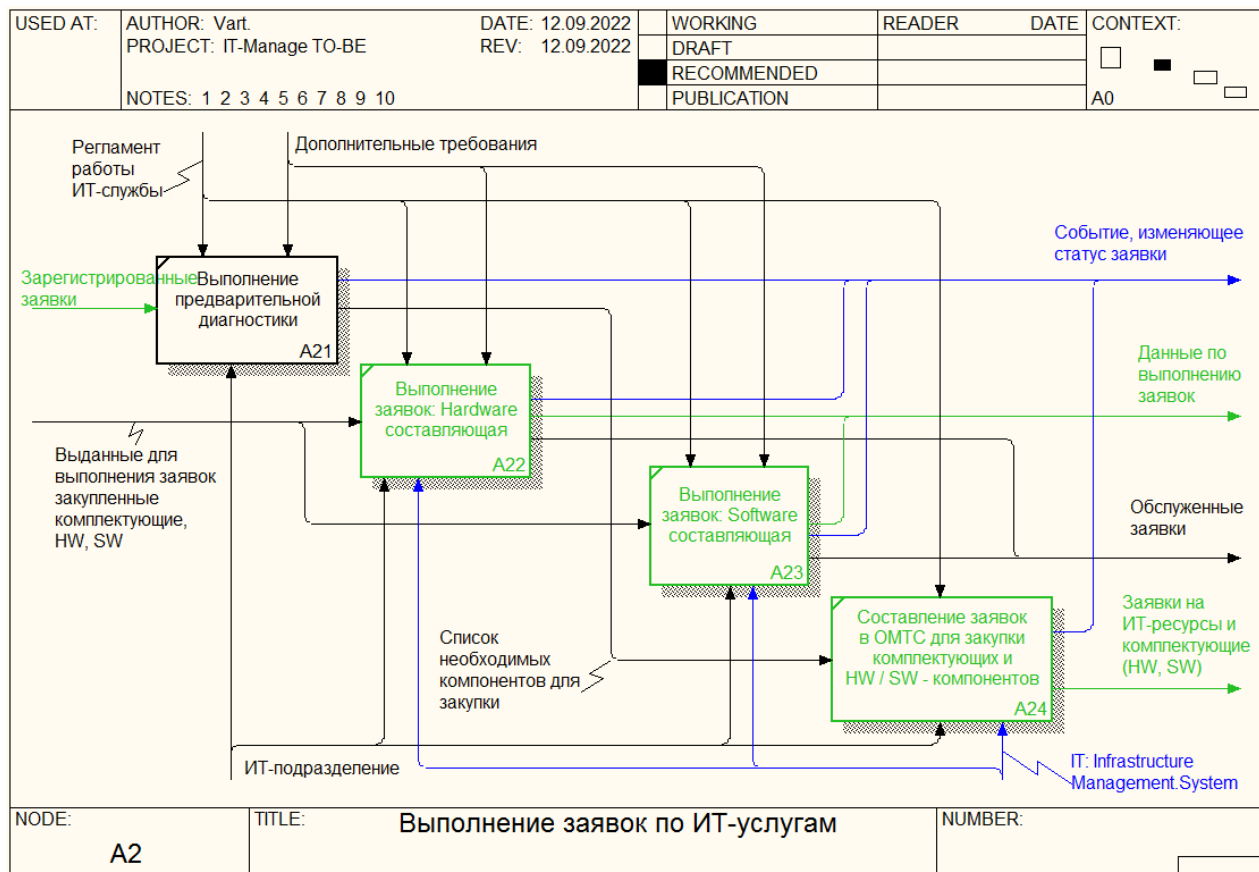 USED AT:
AUTHOR: Vart.
DATE: 12.09.2022
PROJECT: IT-Manage TO-BE
REV: 12.09.2022
NOTES: 1 2 3 4 5 6 7 8 9 10
WORKING
DRAFT
RECOMMENDED
PUBLICATION
READER
DATE
CONTEXT:
A0
Регламент
работы
ИТ-службы
Дополнительные требования
Событие, изменяющее
статус заявки
Зарегистрированные
заявки
Выполнение
предварительной
диагностики
A21
Данные по
выполнению
заявок
Выполнение
заявок: Hardware
составляющая
A22
Выданные для
выполнения заявок
закупленные
комплектующие,
HW, SW
Выполнение
заявок: Software
составляющая
A23
Обслуженные
заявки
Составление заявок
в ОМТС для закупки
комплектующих и
HW / SW - компонентов
A24
Заявки на
ИТ-ресурсы и
комплектующие
(HW, SW)
Список
необходимых
компонентов для
закупки
ИТ-подразделение
IT: Infrastructure
Management.System
NODE:
A2
TITLE:
Выполнение заявок по ИТ-услугам
NUMBER: